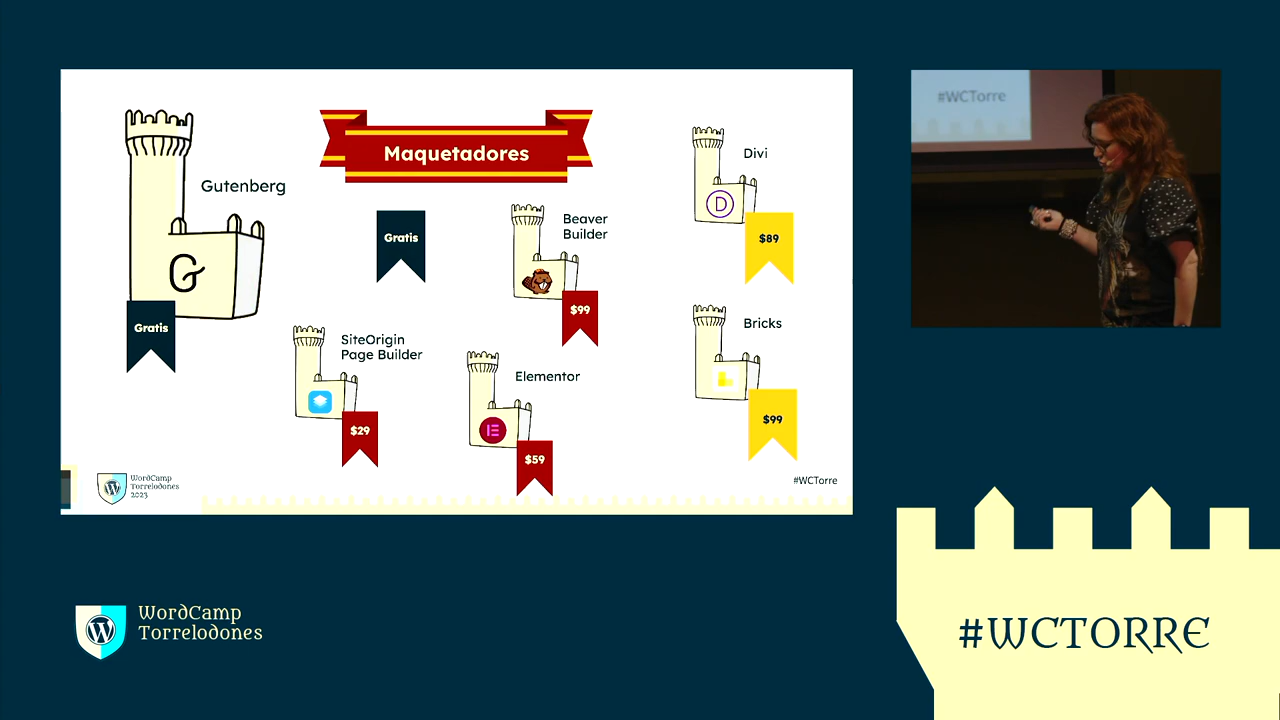 Maquetadores
Gutenberg
G
Gratis
Gratis
Beaver
Builder
$99
Divi
D
$89
SiteOrigin
Page Builder
$29
Elementor
$59
Bricks
$99
WordCamp
Torrelodones
2023
#WCTorre
#WCTorre
WordCamp
Torrelodones
#WCTORRE